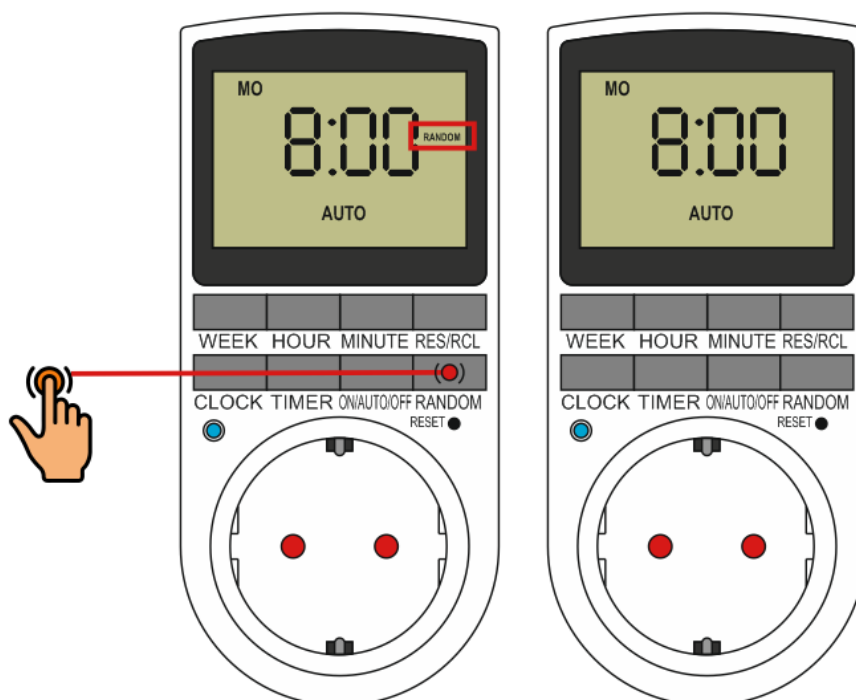 MO
8:00 RANDOM
AUTO
WEEK HOUR MINUTE RES/RCL
CLOCK TIMER ON/AUTO/OFF RANDOM
RESET
MO
8:00
AUTO
WEEK HOUR MINUTE RES/RCL
CLOCK TIMER ON/AUTO/OFF RANDOM
RESET